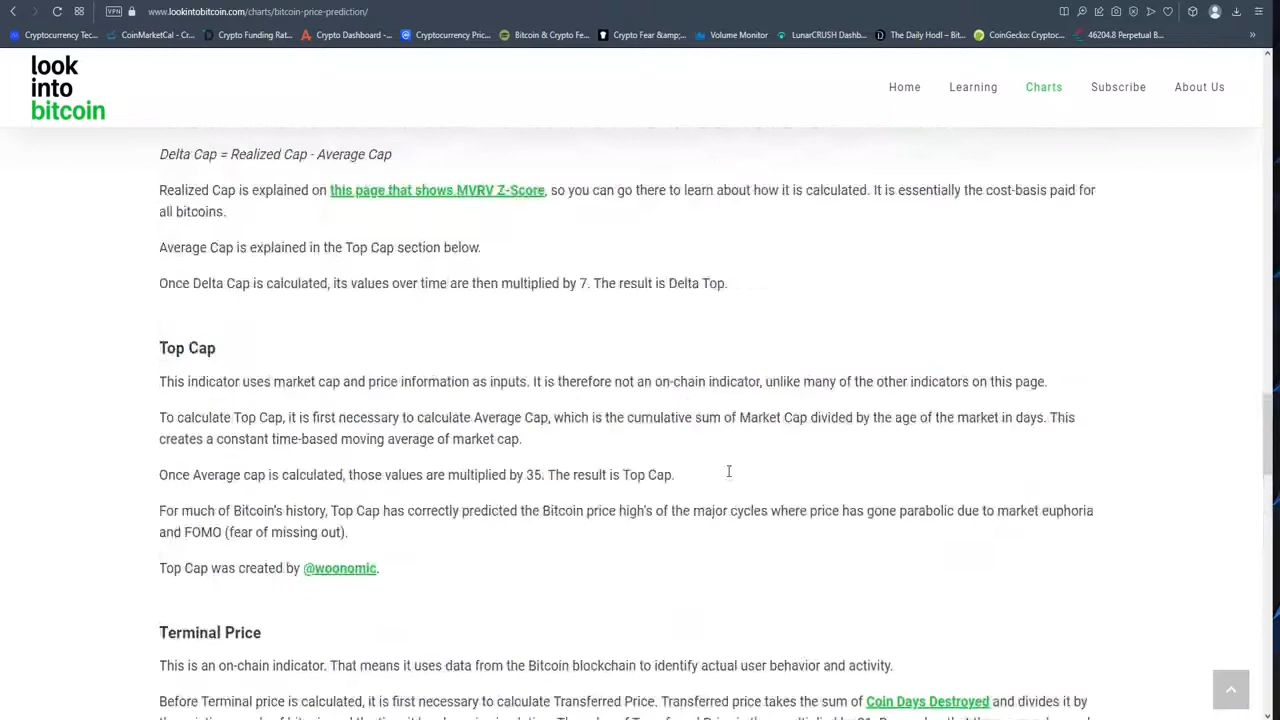 www.lookintobitcoin.com/charts/bitcoin-price-prediction/
VPN
Cryptocurrency Tec...
CoinMarketCal - Cr...
Crypto Funding Rat...
Crypto Dashboard -...
Cryptocurrency Pric...
Bitcoin & Crypto Fe...
Crypto Fear &amp;...
Volume Monitor
LunarCRUSH Dashb...
The Daily Hodl – Bit...
CoinGecko: Cryptoc...
46204.8 Perpetual B...
look
into
bitcoin
Home
Learning
Charts
Subscribe
About Us
Delta Cap = Realized Cap - Average Cap
Realized Cap is explained on this page that shows MVRV Z-Score, so you can go there to learn about how it is calculated. It is essentially the cost-basis paid for
all bitcoins.
Average Cap is explained in the Top Cap section below.
Once Delta Cap is calculated, its values over time are then multiplied by 7. The result is Delta Top.
Top Cap
This indicator uses market cap and price information as inputs. It is therefore not an on-chain indicator, unlike many of the other indicators on this page.
To calculate Top Cap, it is first necessary to calculate Average Cap, which is the cumulative sum of Market Cap divided by the age of the market in days. This
creates a constant time-based moving average of market cap.
Once Average cap is calculated, those values are multiplied by 35. The result is Top Cap.
For much of Bitcoin's history, Top Cap has correctly predicted the Bitcoin price high's of the major cycles where price has gone parabolic due to market euphoria
and FOMO (fear of missing out).
Top Cap was created by @woonomic.
Terminal Price
This is an on-chain indicator. That means it uses data from the Bitcoin blockchain to identify actual user behavior and activity.
Before Terminal price is calculated, it is first necessary to calculate Transferred Price. Transferred price takes the sum of Coin Days Destroyed and divides it by